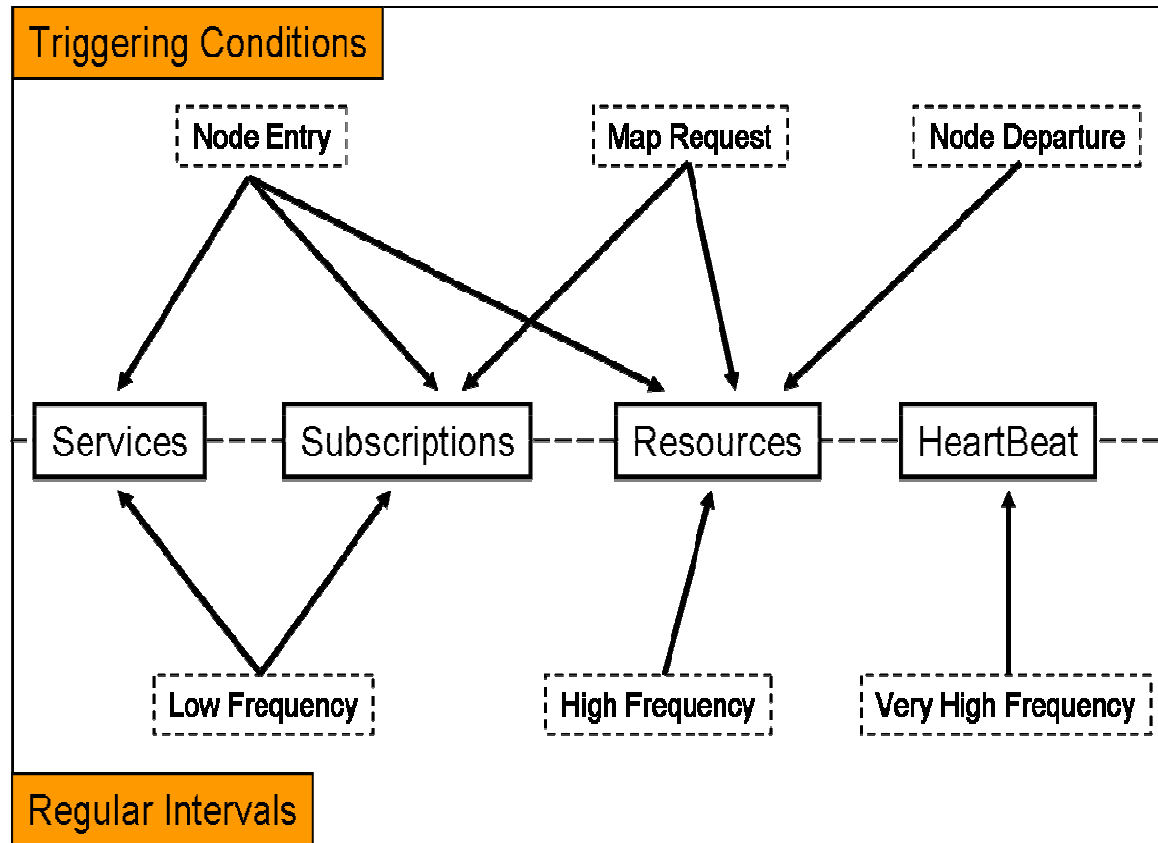 Triggering Conditions
Node Entry
Map Request
Node Departure
Services
Subscriptions
Resources
HeartBeat
Low Frequency
High Frequency
Very High Frequency
Regular Intervals